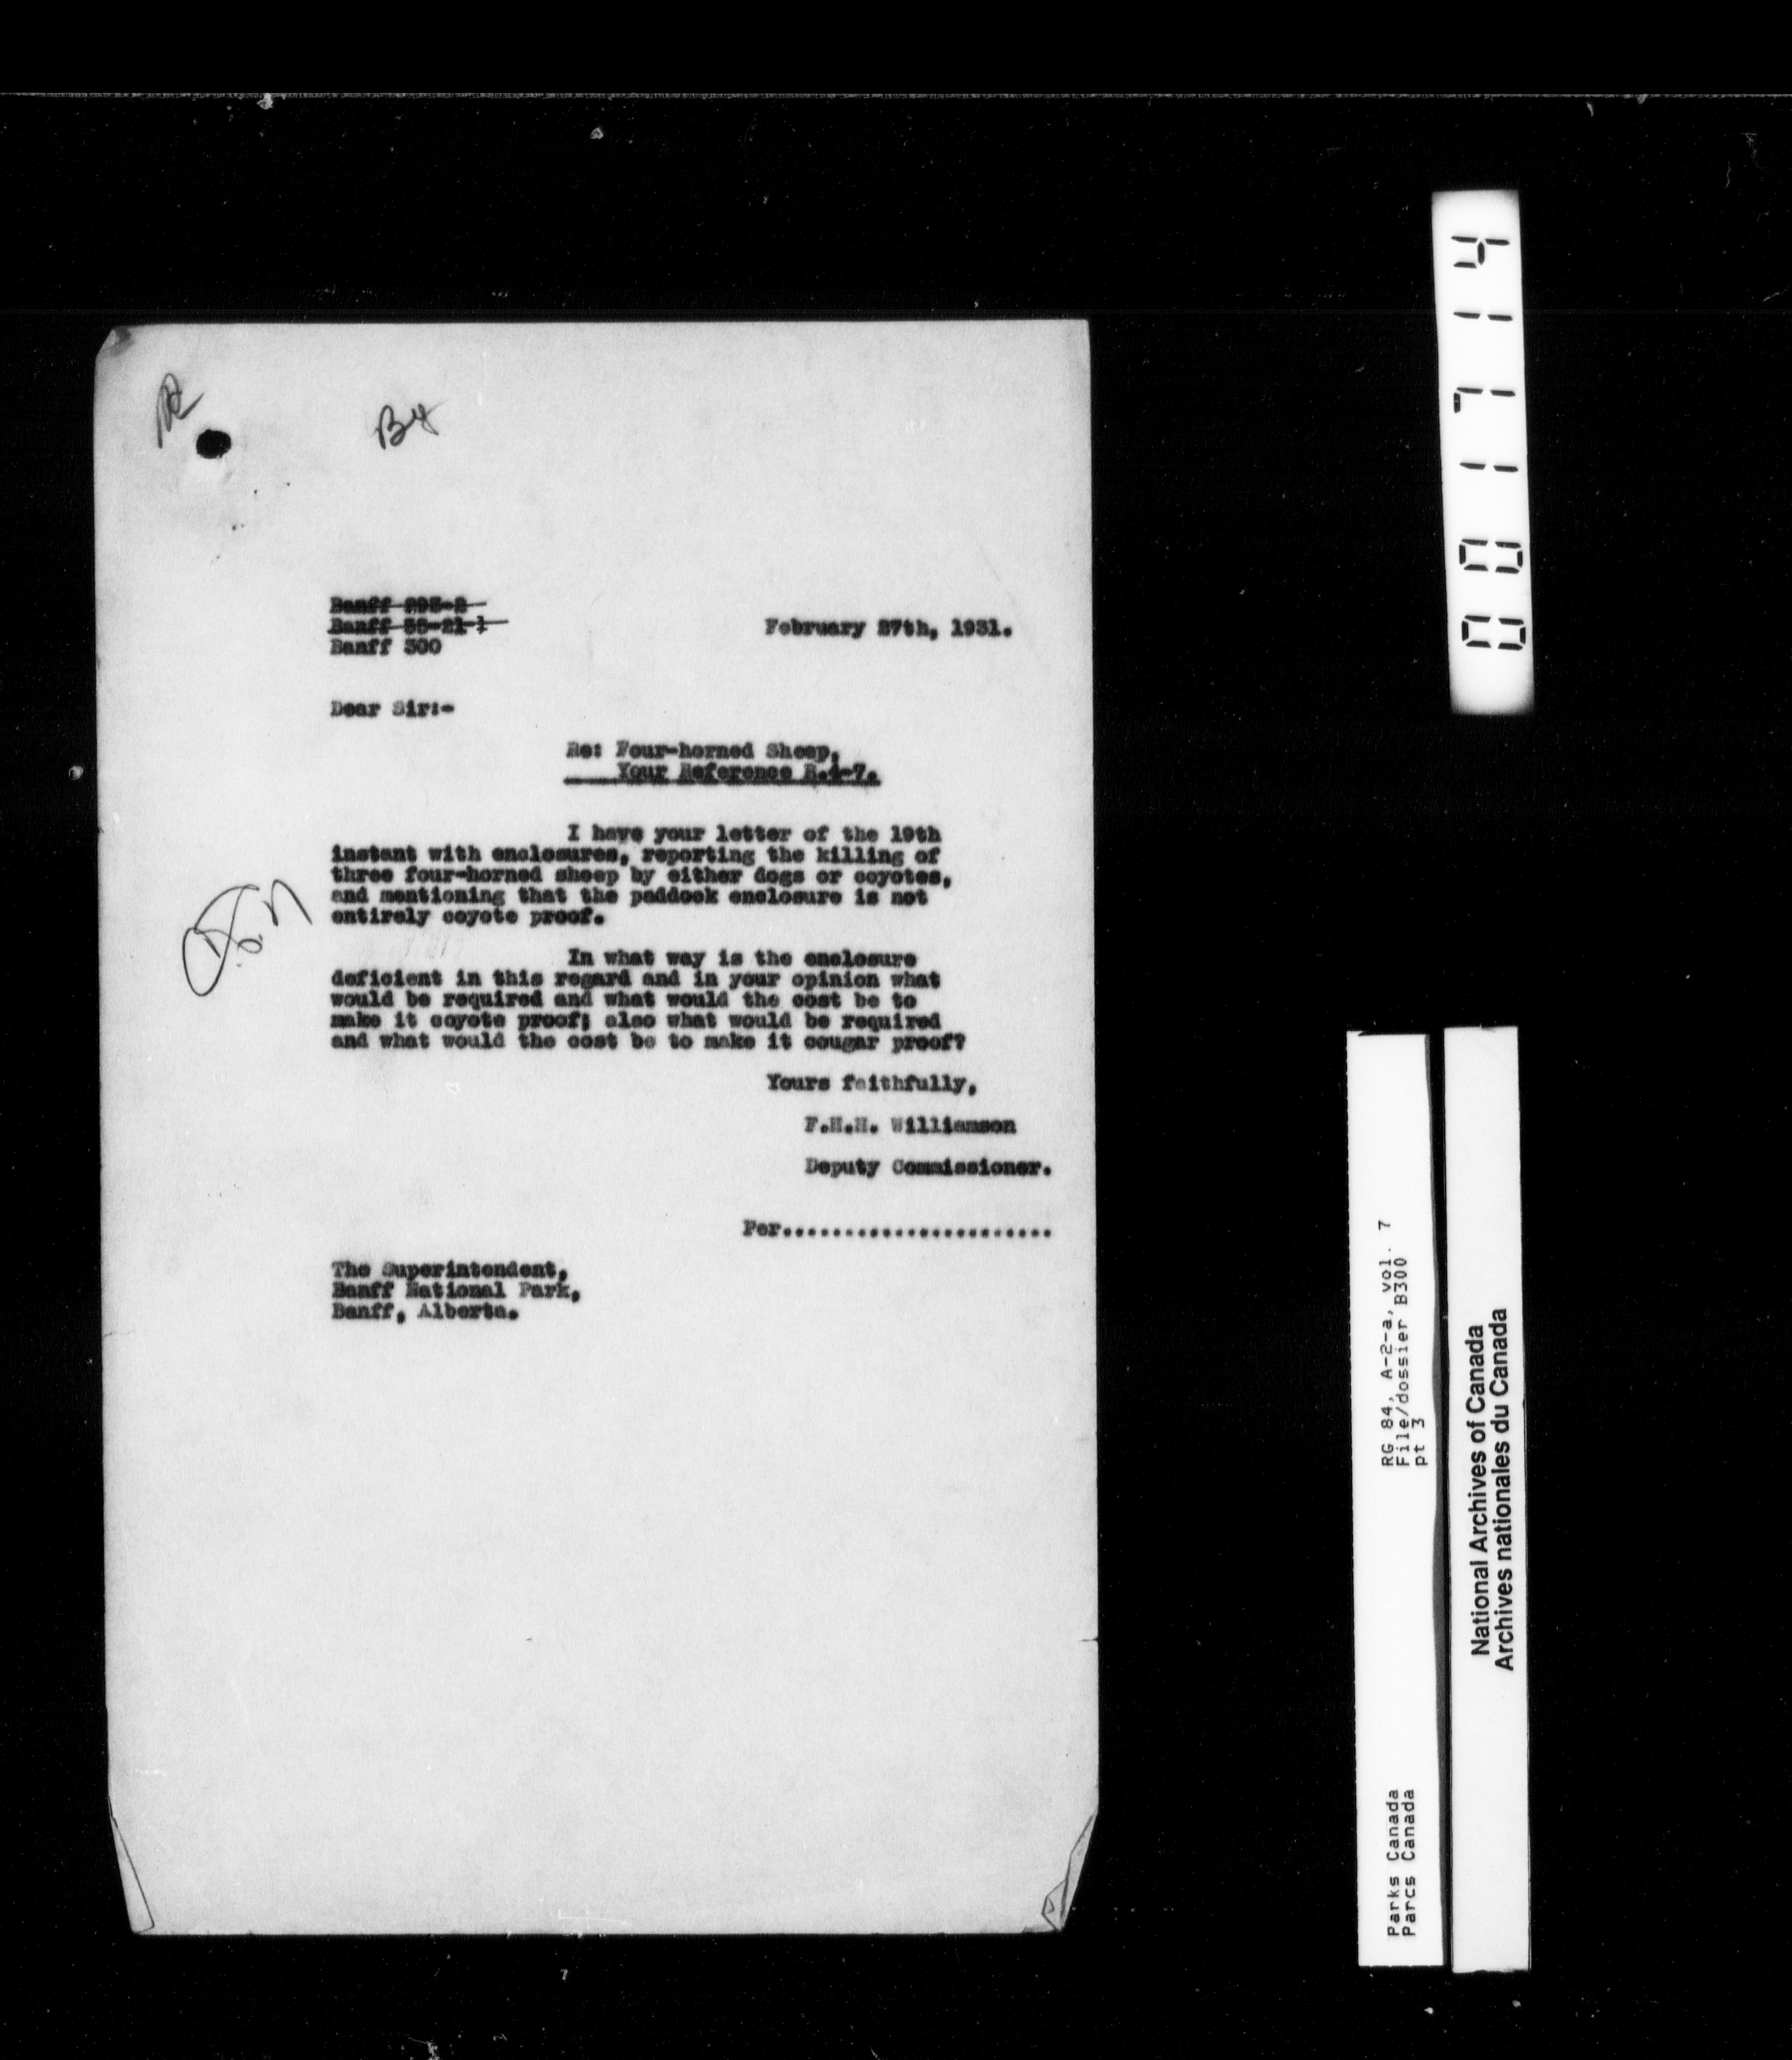 B4
Banff 293-2
Banff 35-21-1
Banff 300
February 27th, 1931.
Dear Sir:-
Re: Four-horned Sheep,
Your Reference B.4-7.
I have your letter of the 19th
instant with enclosures, reporting the killing of
three four-horned sheep by either dogs or coyotes,
and mentioning that the paddock enclosure is not
entirely coyote proof.
In what way is the enclosure
deficient in this regard and in your opinion what
would be required and what would the cost be to
make it coyote proof; also what would be required
and what would the cost be to make it cougar proof?
Yours faithfully,
F.H.H. Williamson
Deputy Commissioner.
Per......................
The Superintendent,
Banff National Park,
Banff, Alberta.
001714
RG 84, A-2-a, vol. 7
File/dossier B300
pt 3
Parks Canada
Parcs Canada
National Archives of Canada
Archives nationales du Canada